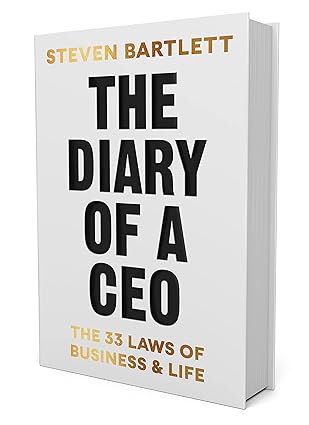 STEVEN BARTLETT
THE
DIARY
OF A
CEO
THE 33 LAWS OF
BUSINESS & LIFE